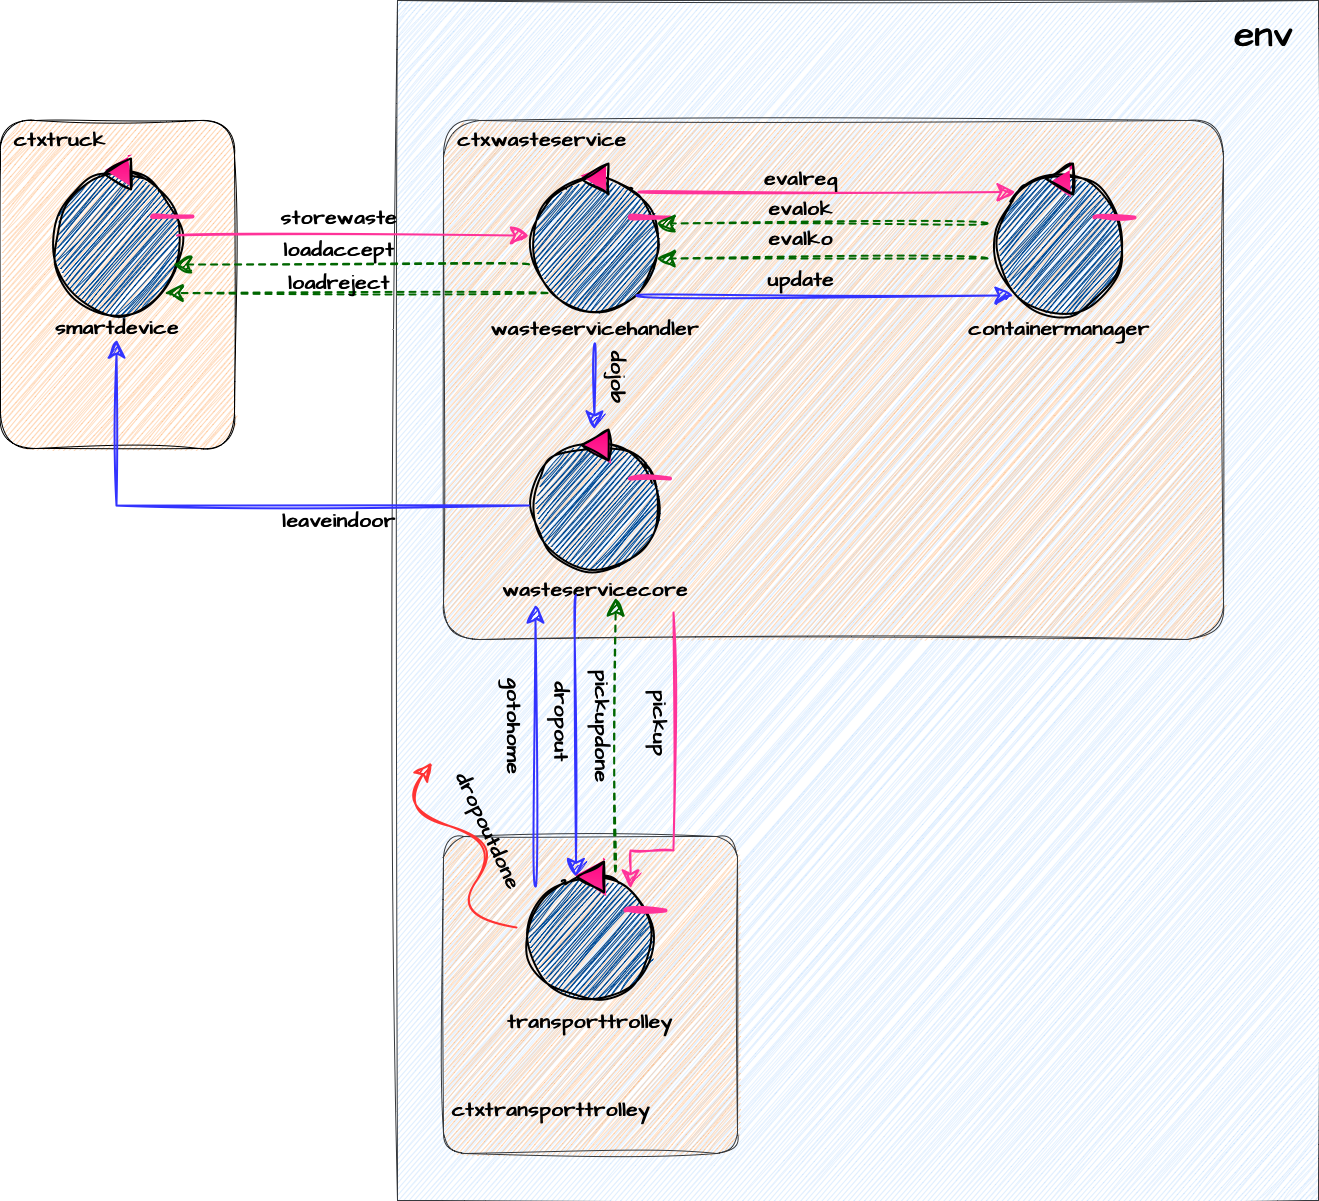 env
ctxtruck
ctxwasteservice
evalreq
evalok
storewaste
evalko
loadaccept
update
loadreject
smartdevice
wasteservicehandler
containermanager
dojob
leaveindoor
wasteservicecore
gotohome
dropout
pickupdone
pickup
dropoutdone
transporttrolley
ctxtransporttrolley